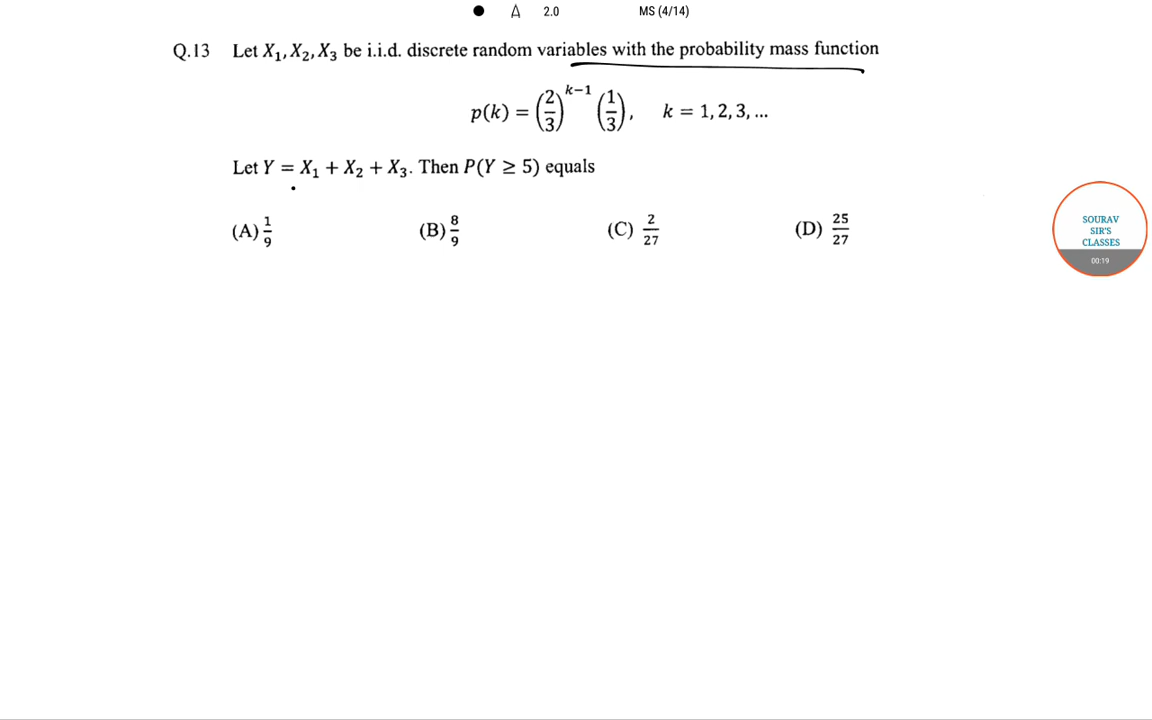 ● A 2.0 MS (4/14)
Q.13 Let X₁, X₂, X₃ be i.i.d. discrete random variables with the probability mass function
p(k) = (2/3)^(k−1) (1/3), k = 1, 2, 3, ...
Let Y = X₁ + X₂ + X₃. Then P(Y ≥ 5) equals
(A) 1/9 (B) 8/9 (C) 2/27 (D) 25/27
SOURAV
SIR'S
CLASSES
00:19